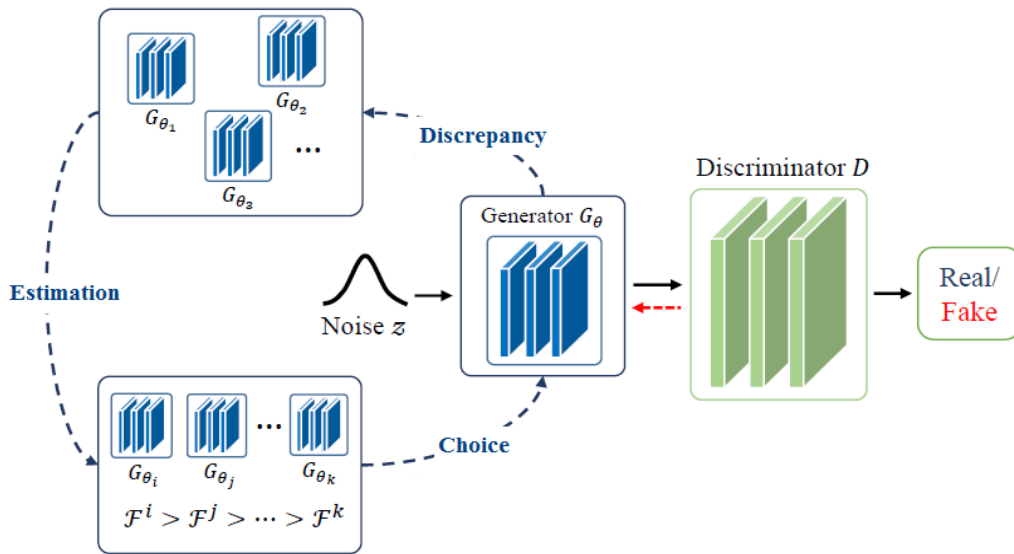 G_{θ_1}
G_{θ_2}
G_{θ_3}
...
Discrepancy
Discriminator D
Generator G_θ
Estimation
Noise z
Real/
Fake
...
G_{θ_i}
G_{θ_j}
G_{θ_k}
Choice
ℱ^i > ℱ^j > ⋯ > ℱ^k